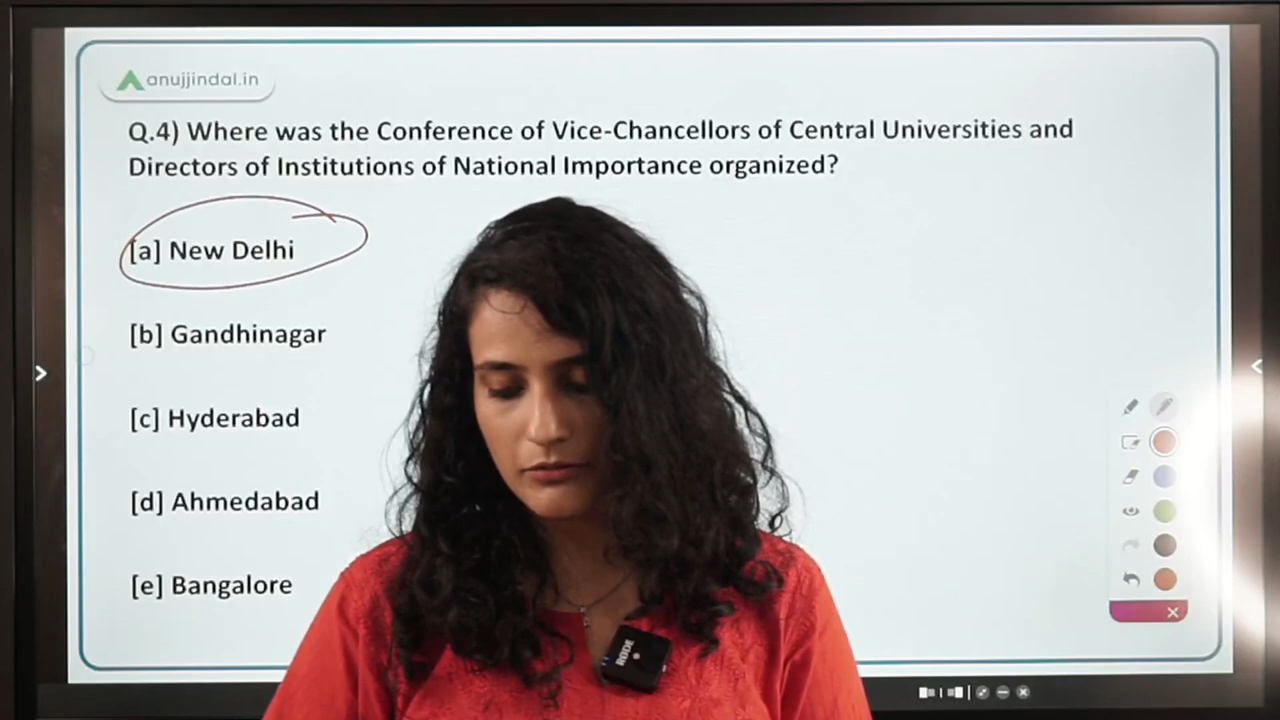 anujjindal.in
Q.4) Where was the Conference of Vice-Chancellors of Central Universities and
Directors of Institutions of National Importance organized?
[a] New Delhi
[b] Gandhinagar
[c] Hyderabad
[d] Ahmedabad
[e] Bangalore
RODE